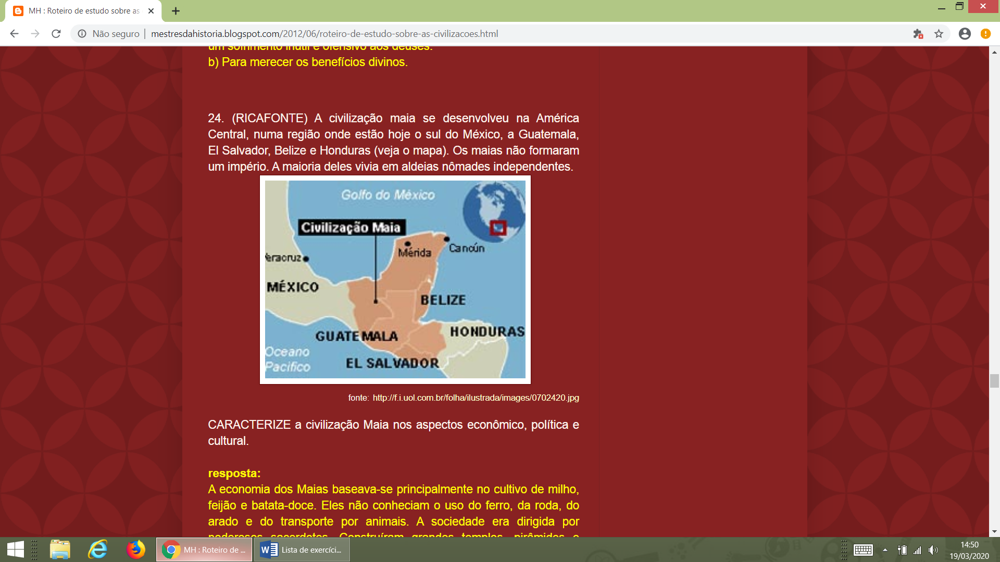 MH : Roteiro de estudo sobre as
Não seguro | mestresdahistoria.blogspot.com/2012/06/roteiro-de-estudo-sobre-as-civilizacoes.html
um sofrimento inútil e ofensivo aos deuses.
b) Para merecer os benefícios divinos.
24. (RICAFONTE) A civilização maia se desenvolveu na América
Central, numa região onde estão hoje o sul do México, a Guatemala,
El Salvador, Belize e Honduras (veja o mapa). Os maias não formaram
um império. A maioria deles vivia em aldeias nômades independentes.
Golfo do México
Civilização Maia
Mérida
Cancún
Veracruz
MÉXICO
BELIZE
GUATEMALA
HONDURAS
Oceano
Pacifico
EL SALVADOR
fonte: http://f.i.uol.com.br/folha/ilustrada/images/0702420.jpg
CARACTERIZE a civilização Maia nos aspectos econômico, política e
cultural.
resposta:
A economia dos Maias baseava-se principalmente no cultivo de milho,
feijão e batata-doce. Eles não conheciam o uso do ferro, da roda, do
arado e do transporte por animais. A sociedade era dirigida por
poderosos sacerdotes. Construíram grandes templos, pirâmides e
MH : Roteiro de ...
Lista de exercíci...
14:50
19/03/2020